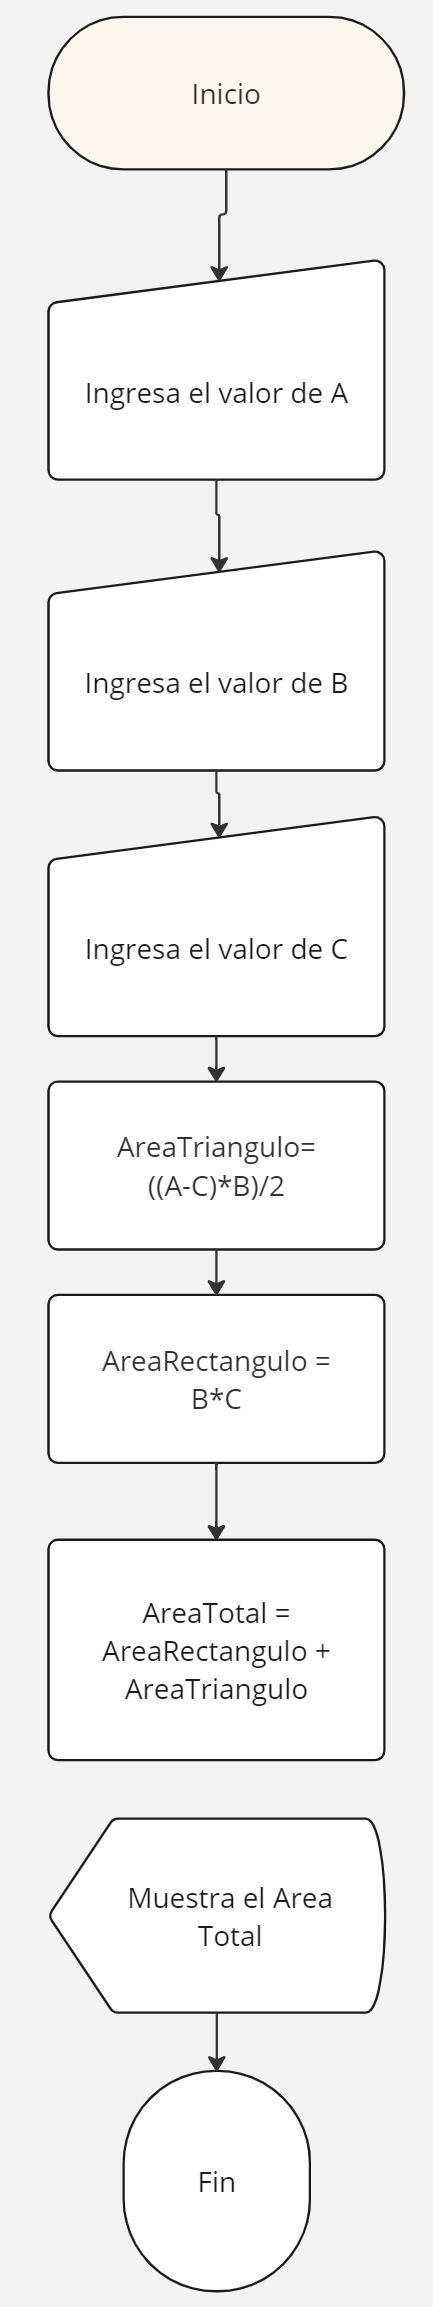 Inicio
Ingresa el valor de A
Ingresa el valor de B
Ingresa el valor de C
AreaTriangulo=
((A-C)*B)/2
AreaRectangulo =
B*C
AreaTotal =
AreaRectangulo +
AreaTriangulo
Muestra el Area
Total
Fin